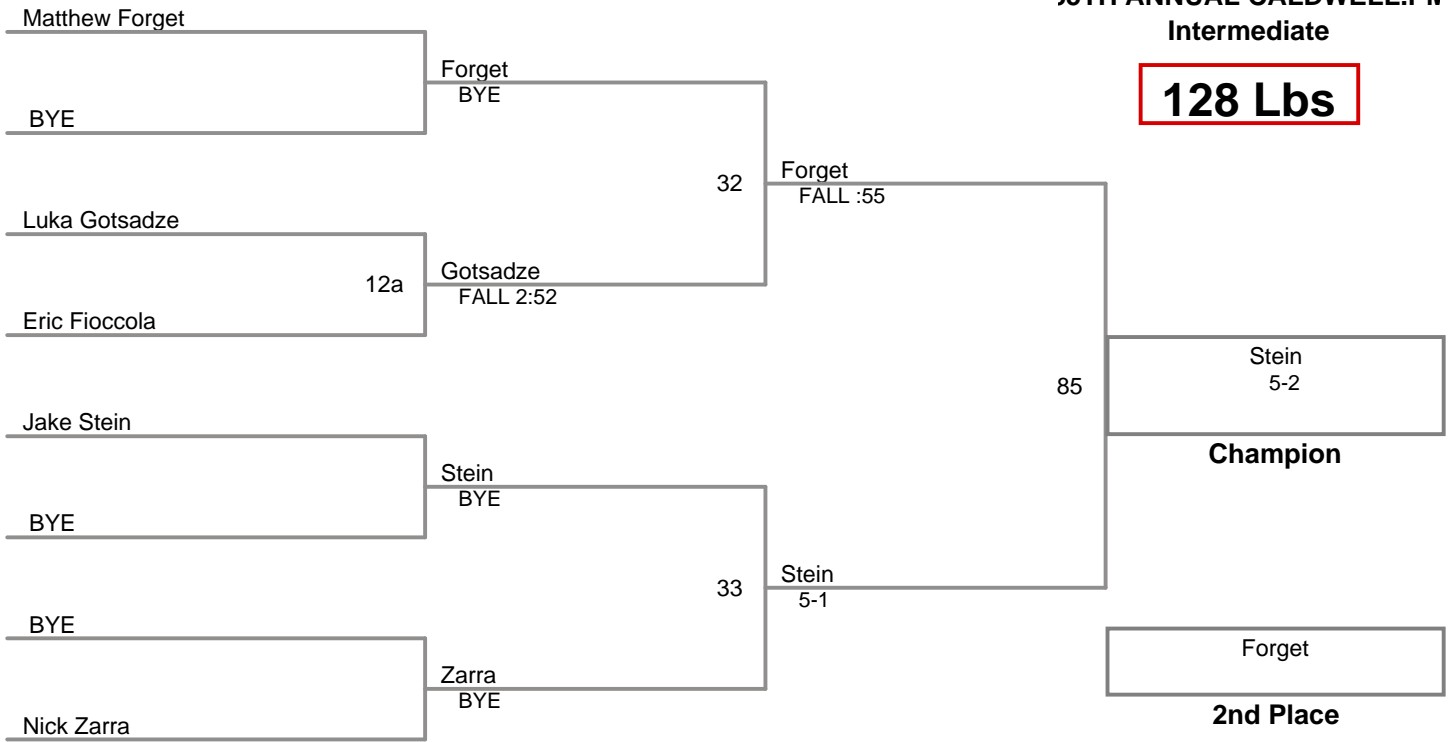 ANNUAL
Intermediate
128 Lbs
Matthew Forget
BYE
Forget
BYE
Luka Gotsadze
12a
Eric Fioccola
Gotsadze
FALL 2:52
32
Forget
FALL :55
Jake Stein
BYE
Stein
BYE
BYE
Nick Zarra
Zarra
BYE
33
Stein
5-1
85
Stein
5-2
Champion
Forget
2nd Place